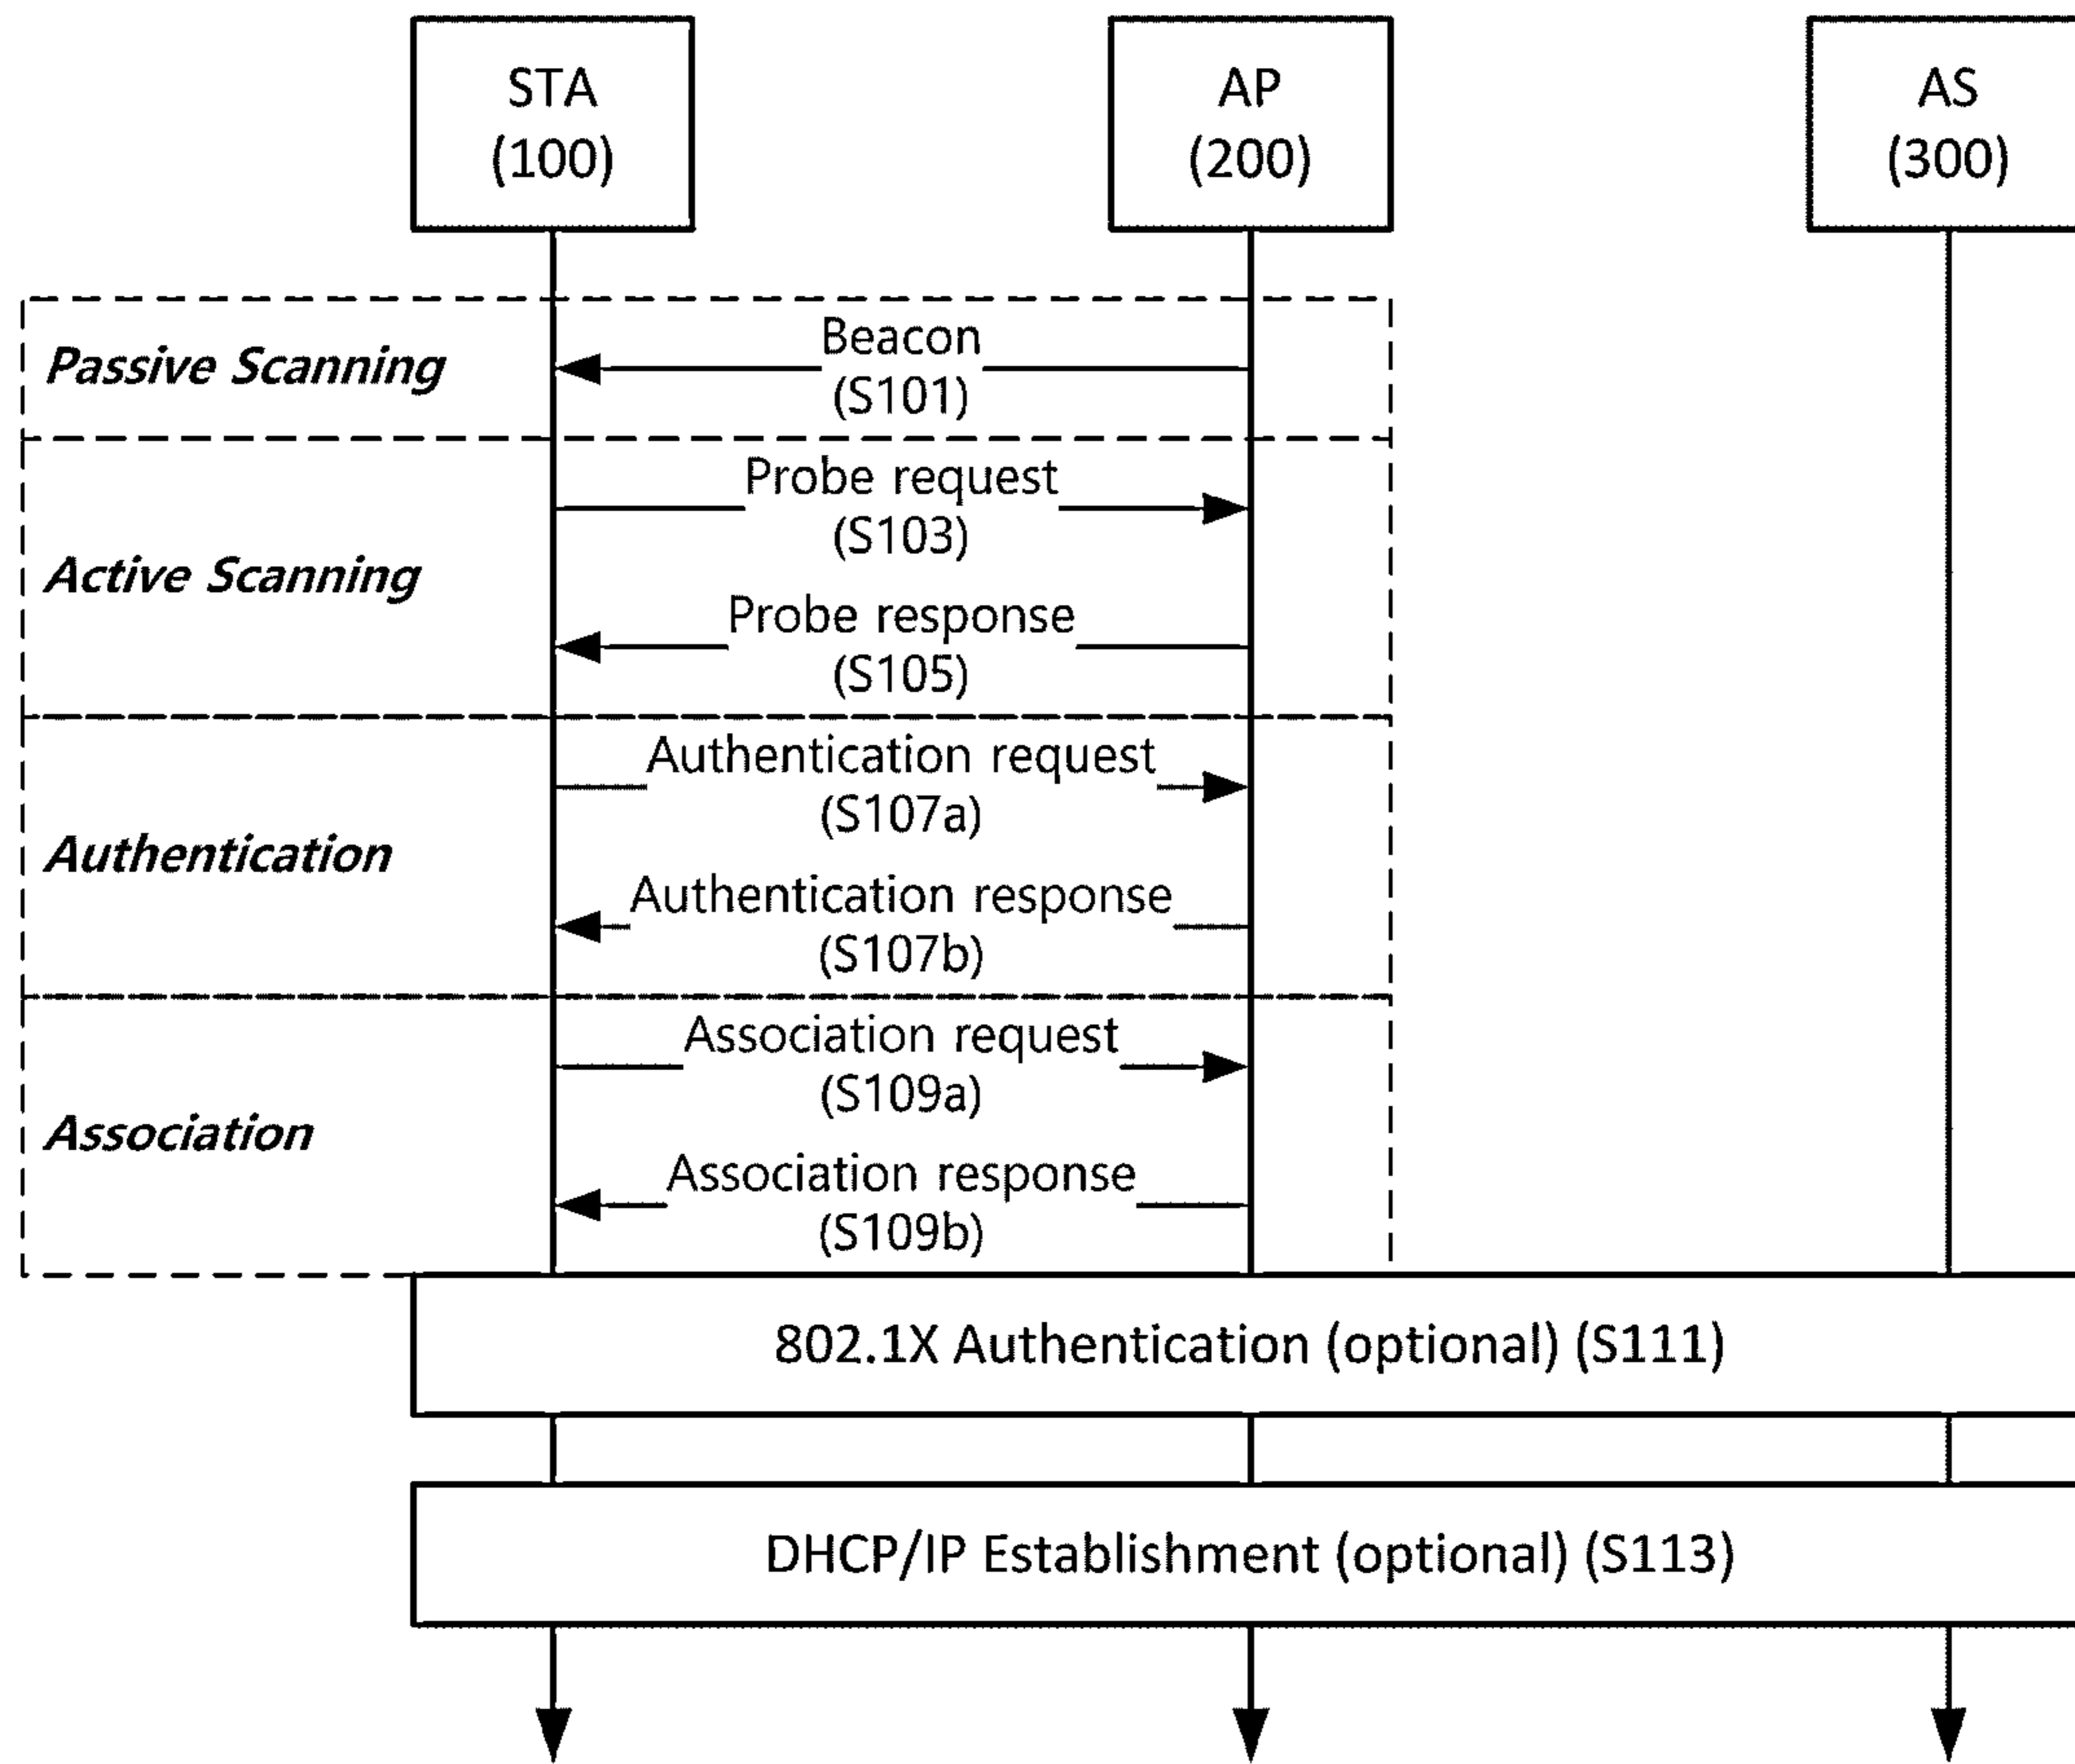 STA
(100)
AP
(200)
AS
(300)
Passive Scanning
Beacon
(S101)
Active Scanning
Probe request
(S103)
Probe response
(S105)
Authentication
Authentication request
(S107a)
Authentication response
(S107b)
Association
Association request
(S109a)
Association response
(S109b)
802.1X Authentication (optional) (S111)
DHCP/IP Establishment (optional) (S113)